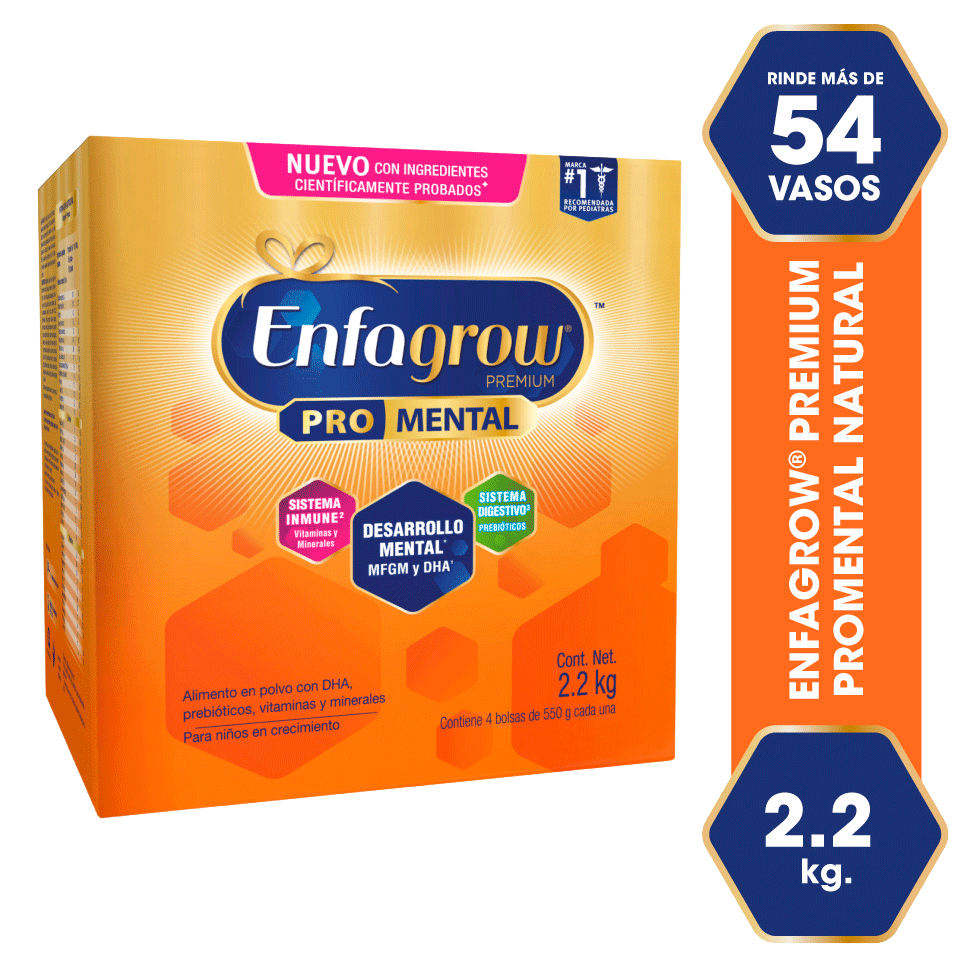 NUEVO CON INGREDIENTES
CIENTÍFICAMENTE PROBADOS✦
MARCA
#1
RECOMENDADA
POR PEDIATRAS
Enfagrow®™
PREMIUM
PRO MENTAL
SISTEMA
INMUNE²
Vitaminas y
Minerales
DESARROLLO
MENTAL*
MFGM y DHA¹
SISTEMA
DIGESTIVO³
PREBIÓTICOS
Alimento en polvo con DHA,
prebióticos, vitaminas y minerales
Para niños en crecimiento
Cont. Net.
2.2 kg
Contiene 4 bolsas de 550 g cada una
RINDE MÁS DE
54
VASOS
ENFAGROW® PREMIUM
PROMENTAL NATURAL
2.2
kg.